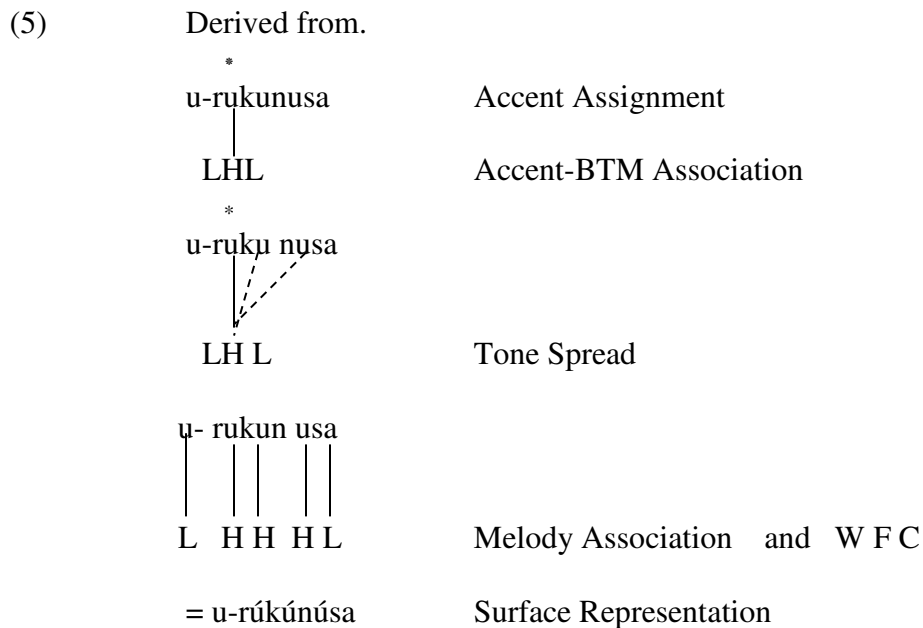 (5) Derived from.
*
u-rukunusa Accent Assignment
LHL Accent-BTM Association
*
u-ruku nusa
LH L Tone Spread
u- rukun usa
L H H H L Melody Association and W F C
= u-rúkúnúsa Surface Representation